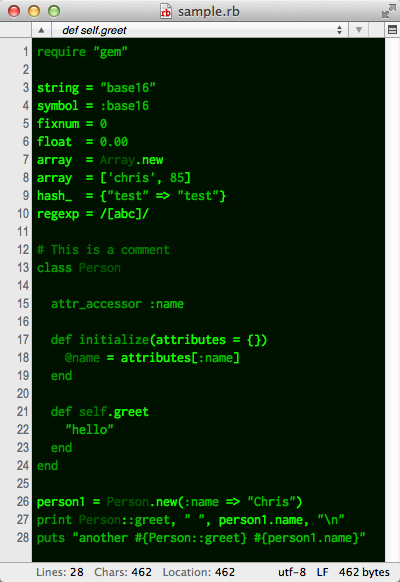 sample.rb
def self.greet
1 require "gem"
2
3 string = "base16"
4 symbol = :base16
5 fixnum = 0
6 float  = 0.00
7 array  = Array.new
8 array  = ['chris', 85]
9 hash_  = {"test" => "test"}
10 regexp = /[abc]/
11
12 # This is a comment
13 class Person
14
15   attr_accessor :name
16
17   def initialize(attributes = {})
18     @name = attributes[:name]
19   end
20
21   def self.greet
22     "hello"
23   end
24 end
25
26 person1 = Person.new(:name => "Chris")
27 print Person::greet, " ", person1.name, "\n"
28 puts "another #{Person::greet} #{person1.name}"
Lines: 28 Chars: 462 Location: 462 utf-8 LF 462 bytes